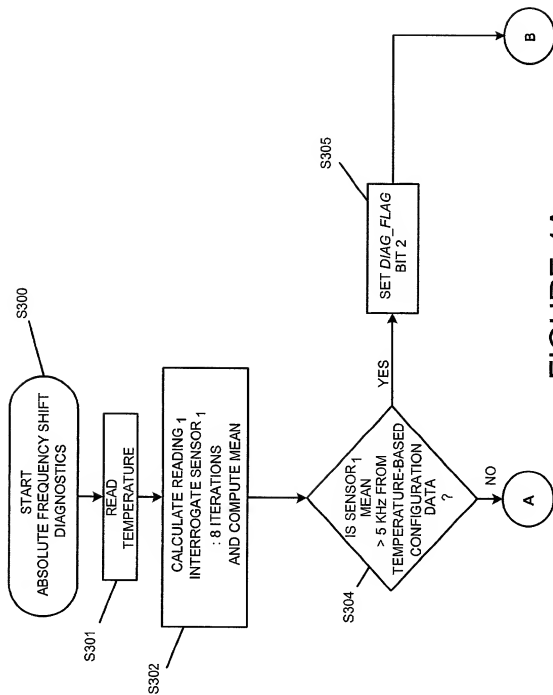 S300
START
ABSOLUTE FREQUENCY SHIFT
DIAGNOSTICS
S301
READ
TEMPERATURE
S302
CALCULATE READING 1
INTERROGATE SENSOR 1
: 8 ITERATIONS
AND COMPUTE MEAN
S304
IS SENSOR1
MEAN
> 5 KHz FROM
TEMPERATURE-BASED
CONFIGURATION
DATA
?
YES
NO
S305
SET DIAG_FLAG
BIT 2
A
B